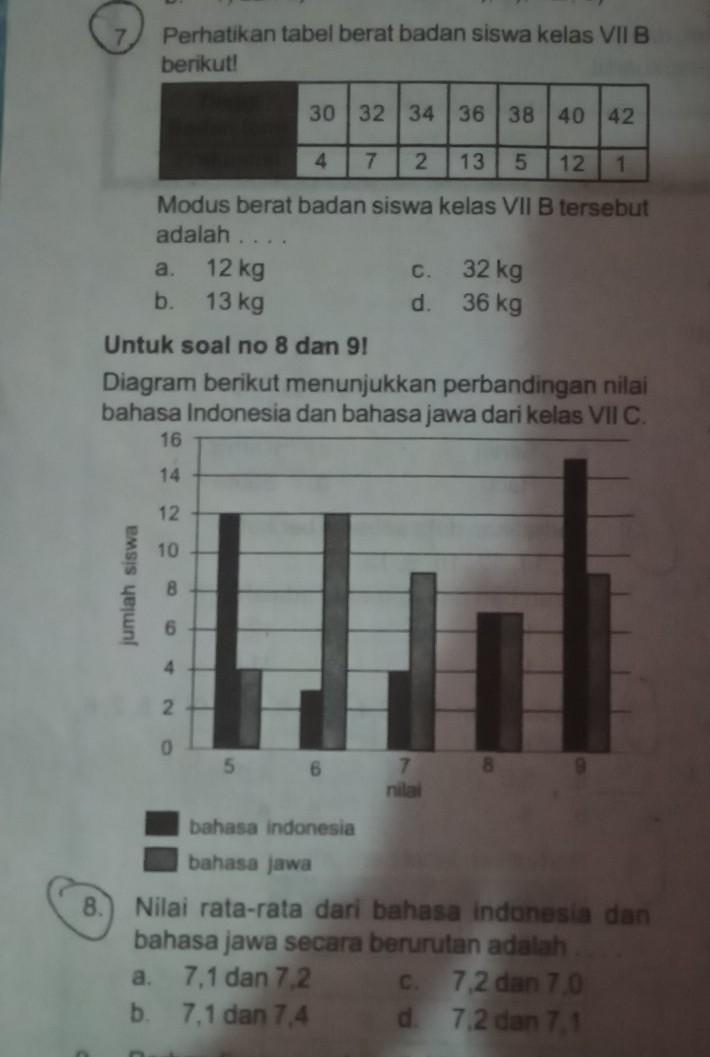 7. Perhatikan tabel berat badan siswa kelas VII B
berikut!
30 32 34 36 38 40 42
4 7 2 13 5 12 1
Modus berat badan siswa kelas VII B tersebut
adalah . . . .
a. 12 kg c. 32 kg
b. 13 kg d. 36 kg
Untuk soal no 8 dan 9!
Diagram berikut menunjukkan perbandingan nilai
bahasa Indonesia dan bahasa jawa dari kelas VII C.
16
14
12
10
8
6
4
2
0
jumlah siswa
5 6 7 8 9
nilai
bahasa indonesia
bahasa jawa
8. Nilai rata-rata dari bahasa indonesia dan
bahasa jawa secara berurutan adalah . . . .
a. 7,1 dan 7,2 c. 7,2 dan 7,0
b. 7,1 dan 7,4 d. 7,2 dan 7,1